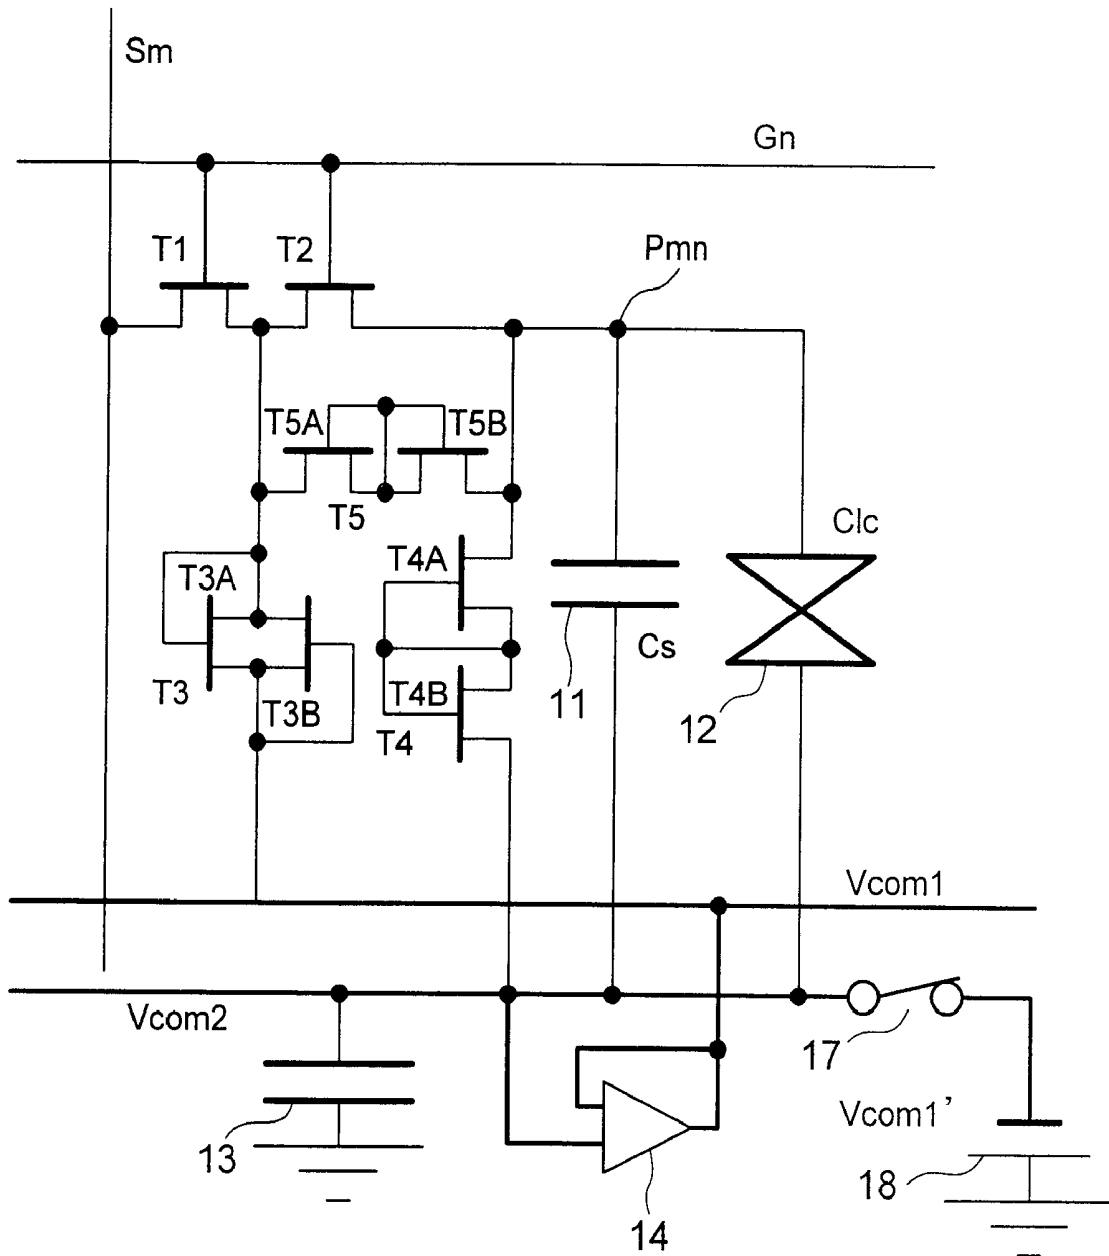 Sm
Gn
T1
T2
Pmn
T5A
T5B
T5
Clc
T4A
T3A
Cs
T3
T3B
T4B
T4
11
12
Vcom1
Vcom2
17
Vcom1'
13
18
14